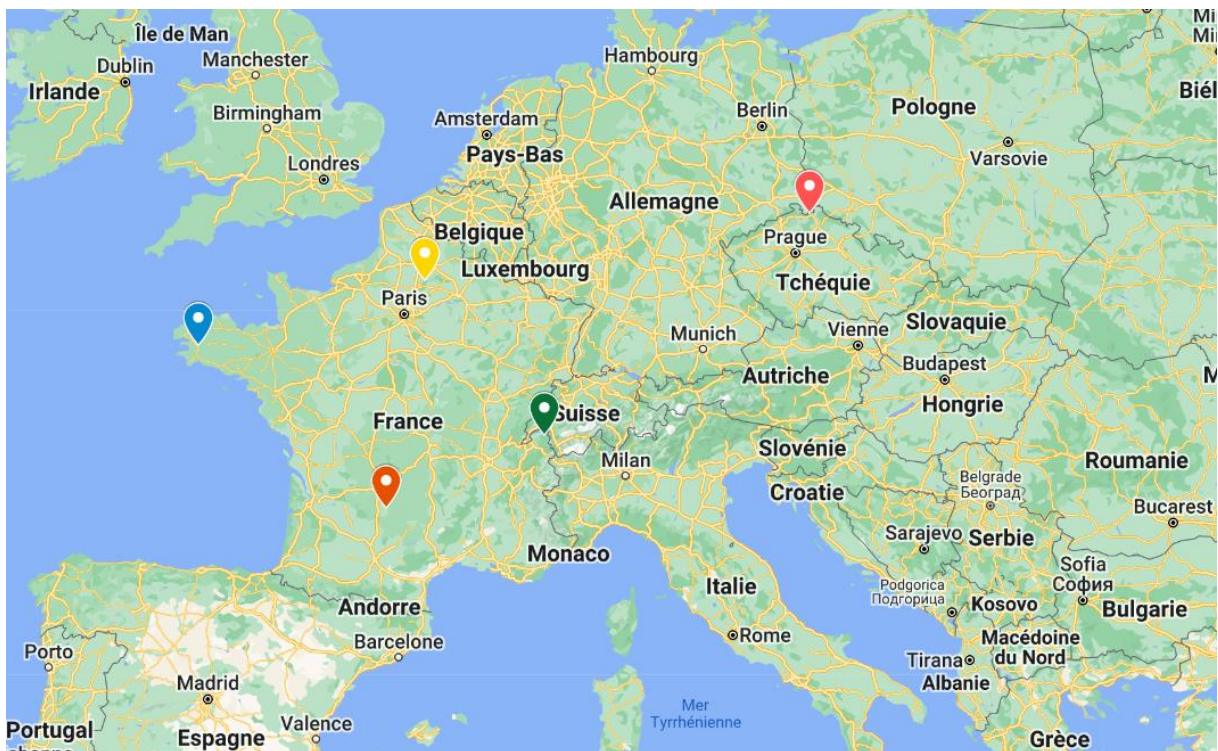 Île de Man
Dublin
Manchester
Irlande
Birmingham
Londres
Amsterdam
Pays-Bas
Hambourg
Berlin
Pologne
Varsovie
Allemagne
Belgique
Luxembourg
Paris
Prague
Tchéquie
Munich
Vienne
Slovaquie
Budapest
Autriche
Hongrie
France
Suisse
Milan
Slovénie
Croatie
Belgrade
Београд
Roumanie
Bucarest
Sarajevo
Serbie
Monaco
Italie
Podgorica
Подгорица
Kosovo
Sofia
София
Bulgarie
Andorre
Barcelone
Rome
Macédoine
du Nord
Tirana
Albanie
Porto
Madrid
Mer
Tyrrhénienne
Portugal
Espagne
Valence
Grèce